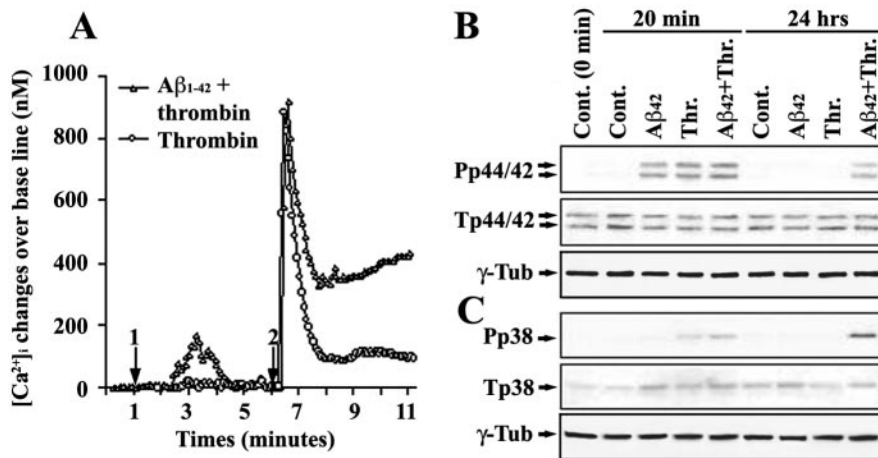 A
[Ca²⁺]ᵢ changes over base line (nM)
1000
800
600
400
200
0
Aβ₁₋₄₂ +
thrombin
Thrombin
1
2
1
3
5
7
9
11
Times (minutes)
B
20 min
24 hrs
Cont. (0 min)
Cont.
Aβ₄₂
Thr.
Aβ₄₂+Thr.
Cont.
Aβ₄₂
Thr.
Aβ₄₂+Thr.
Pp44/42
Tp44/42
γ-Tub
C
Pp38
Tp38
γ-Tub